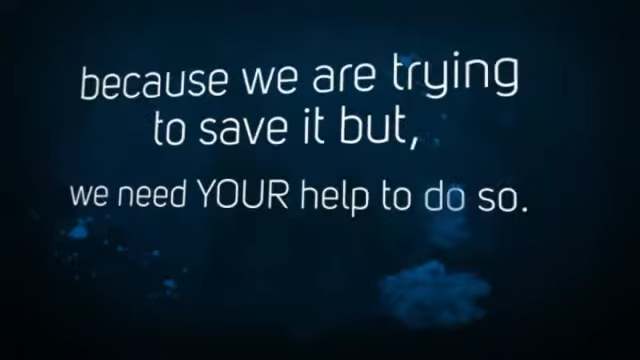 because we are trying
to save it but,
we need YOUR help to do so.